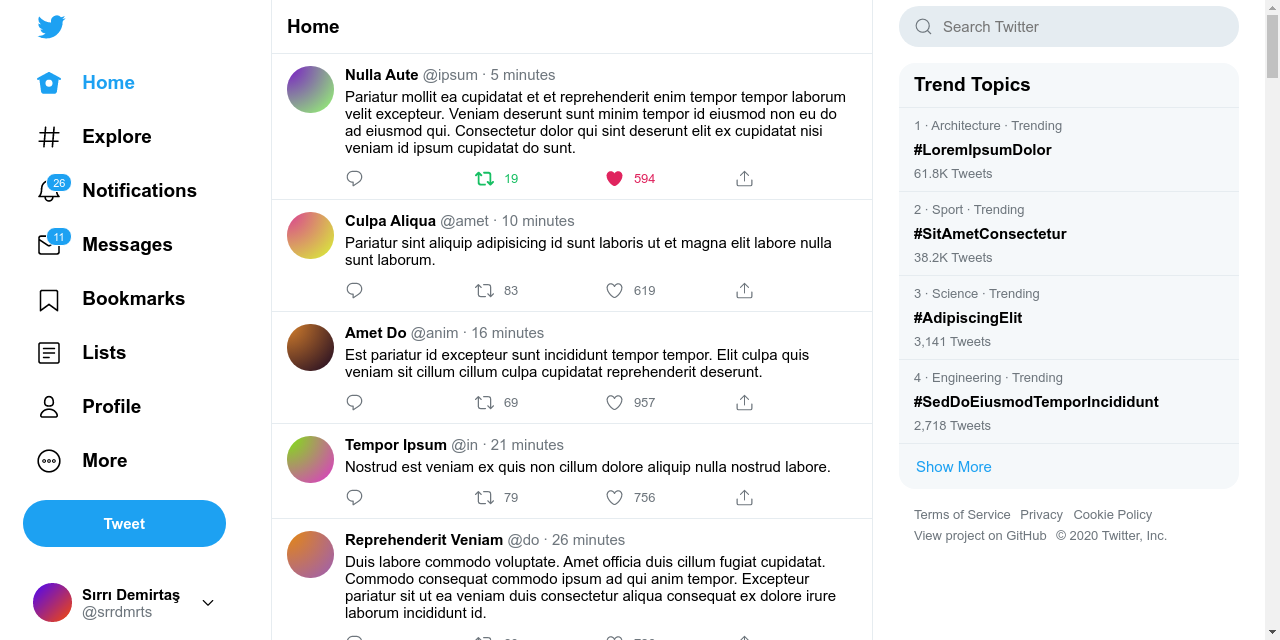 Home
Explore
26
Notifications
11
Messages
Bookmarks
Lists
Profile
More
Tweet
Sırrı Demirtaş
@srrdmrts
Home
Nulla Aute @ipsum · 5 minutes
Pariatur mollit ea cupidatat et et reprehenderit enim tempor tempor laborum
velit excepteur. Veniam deserunt sunt minim tempor id eiusmod non eu do
ad eiusmod qui. Consectetur dolor qui sint deserunt elit ex cupidatat nisi
veniam id ipsum cupidatat do sunt.
19 594
Culpa Aliqua @amet · 10 minutes
Pariatur sint aliquip adipisicing id sunt laboris ut et magna elit labore nulla
sunt laborum.
83 619
Amet Do @anim · 16 minutes
Est pariatur id excepteur sunt incididunt tempor tempor. Elit culpa quis
veniam sit cillum cillum culpa cupidatat reprehenderit deserunt.
69 957
Tempor Ipsum @in · 21 minutes
Nostrud est veniam ex quis non cillum dolore aliquip nulla nostrud labore.
79 756
Reprehenderit Veniam @do · 26 minutes
Duis labore commodo voluptate. Amet officia duis cillum fugiat cupidatat.
Commodo consequat commodo ipsum ad qui anim tempor. Excepteur
pariatur sit ut ea veniam duis consectetur aliqua consequat ex dolore irure
laborum incididunt id.
Search Twitter
Trend Topics
1 · Architecture · Trending
#LoremIpsumDolor
61.8K Tweets
2 · Sport · Trending
#SitAmetConsectetur
38.2K Tweets
3 · Science · Trending
#AdipiscingElit
3,141 Tweets
4 · Engineering · Trending
#SedDoEiusmodTemporIncididunt
2,718 Tweets
Show More
Terms of Service Privacy Cookie Policy
View project on GitHub © 2020 Twitter, Inc.